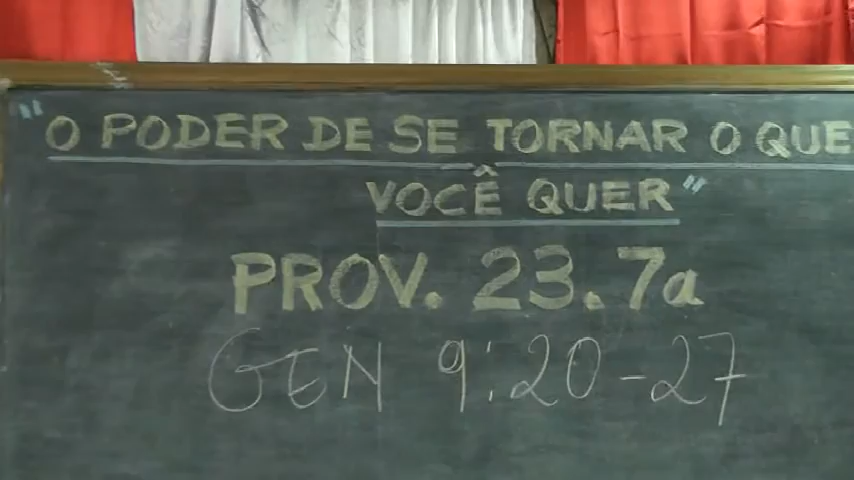 "O PODER DE SE TORNAR O QUE
VOCÊ QUER"
PROV. 23.7a
GEN 9:20-27